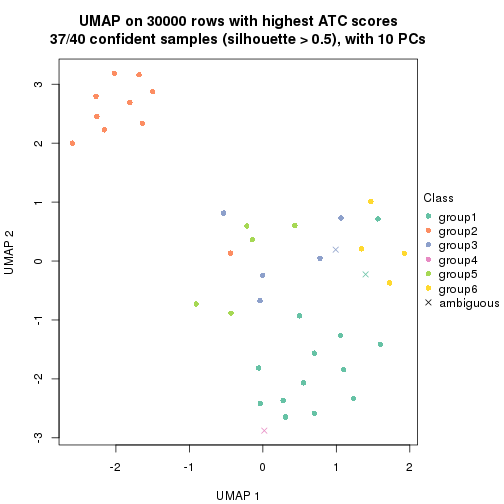 UMAP on 30000 rows with highest ATC scores
37/40 confident samples (silhouette > 0.5), with 10 PCs
3
2
1
0
-1
-2
-3
UMAP 2
-2
-1
0
1
2
UMAP 1
Class
group1
group2
group3
group4
group5
group6
ambiguous